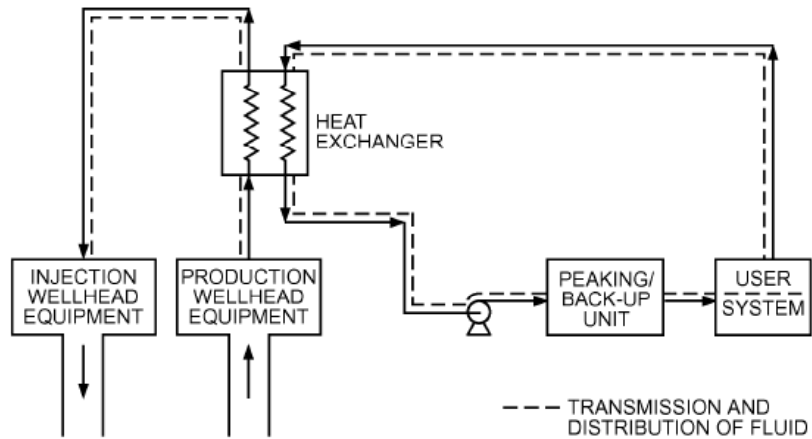 HEAT
EXCHANGER
INJECTION
WELLHEAD
EQUIPMENT
PRODUCTION
WELLHEAD
EQUIPMENT
PEAKING/
BACK-UP
UNIT
USER
SYSTEM
TRANSMISSION AND
DISTRIBUTION OF FLUID